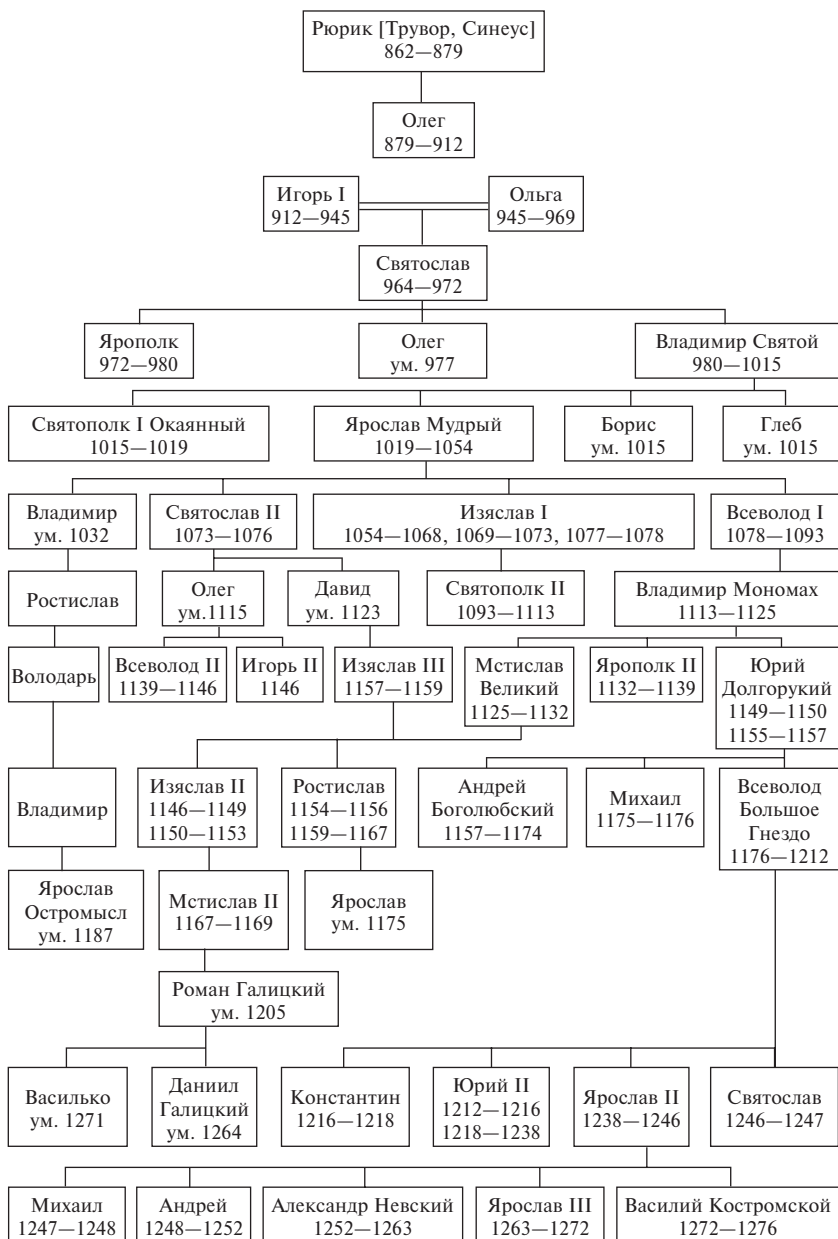 Рюрик [Трувор, Синеус]
862—879
Олег
879—912
Игорь I
912—945
Ольга
945—969
Святослав
964—972
Ярополк
972—980
Олег
ум. 977
Владимир Святой
980—1015
Святополк I Окаянный
1015—1019
Ярослав Мудрый
1019—1054
Борис
ум. 1015
Глеб
ум. 1015
Владимир
ум. 1032
Святослав II
1073—1076
Изяслав I
1054—1068, 1069—1073, 1077—1078
Всеволод I
1078—1093
Ростислав
Олег
ум.1115
Давид
ум. 1123
Святополк II
1093—1113
Владимир Мономах
1113—1125
Володарь
Всеволод II
1139—1146
Игорь II
1146
Изяслав III
1157—1159
Мстислав
Великий
1125—1132
Ярополк II
1132—1139
Юрий
Долгорукий
1149—1150
1155—1157
Владимир
Изяслав II
1146—1149
1150—1153
Ростислав
1154—1156
1159—1167
Андрей
Боголюбский
1157—1174
Михаил
1175—1176
Всеволод
Большое
Гнездо
1176—1212
Ярослав
Остромысл
ум. 1187
Мстислав II
1167—1169
Ярослав
ум. 1175
Роман Галицкий
ум. 1205
Василько
ум. 1271
Даниил
Галицкий
ум. 1264
Константин
1216—1218
Юрий II
1212—1216
1218—1238
Ярослав II
1238—1246
Святослав
1246—1247
Михаил
1247—1248
Андрей
1248—1252
Александр Невский
1252—1263
Ярослав III
1263—1272
Василий Костромской
1272—1276